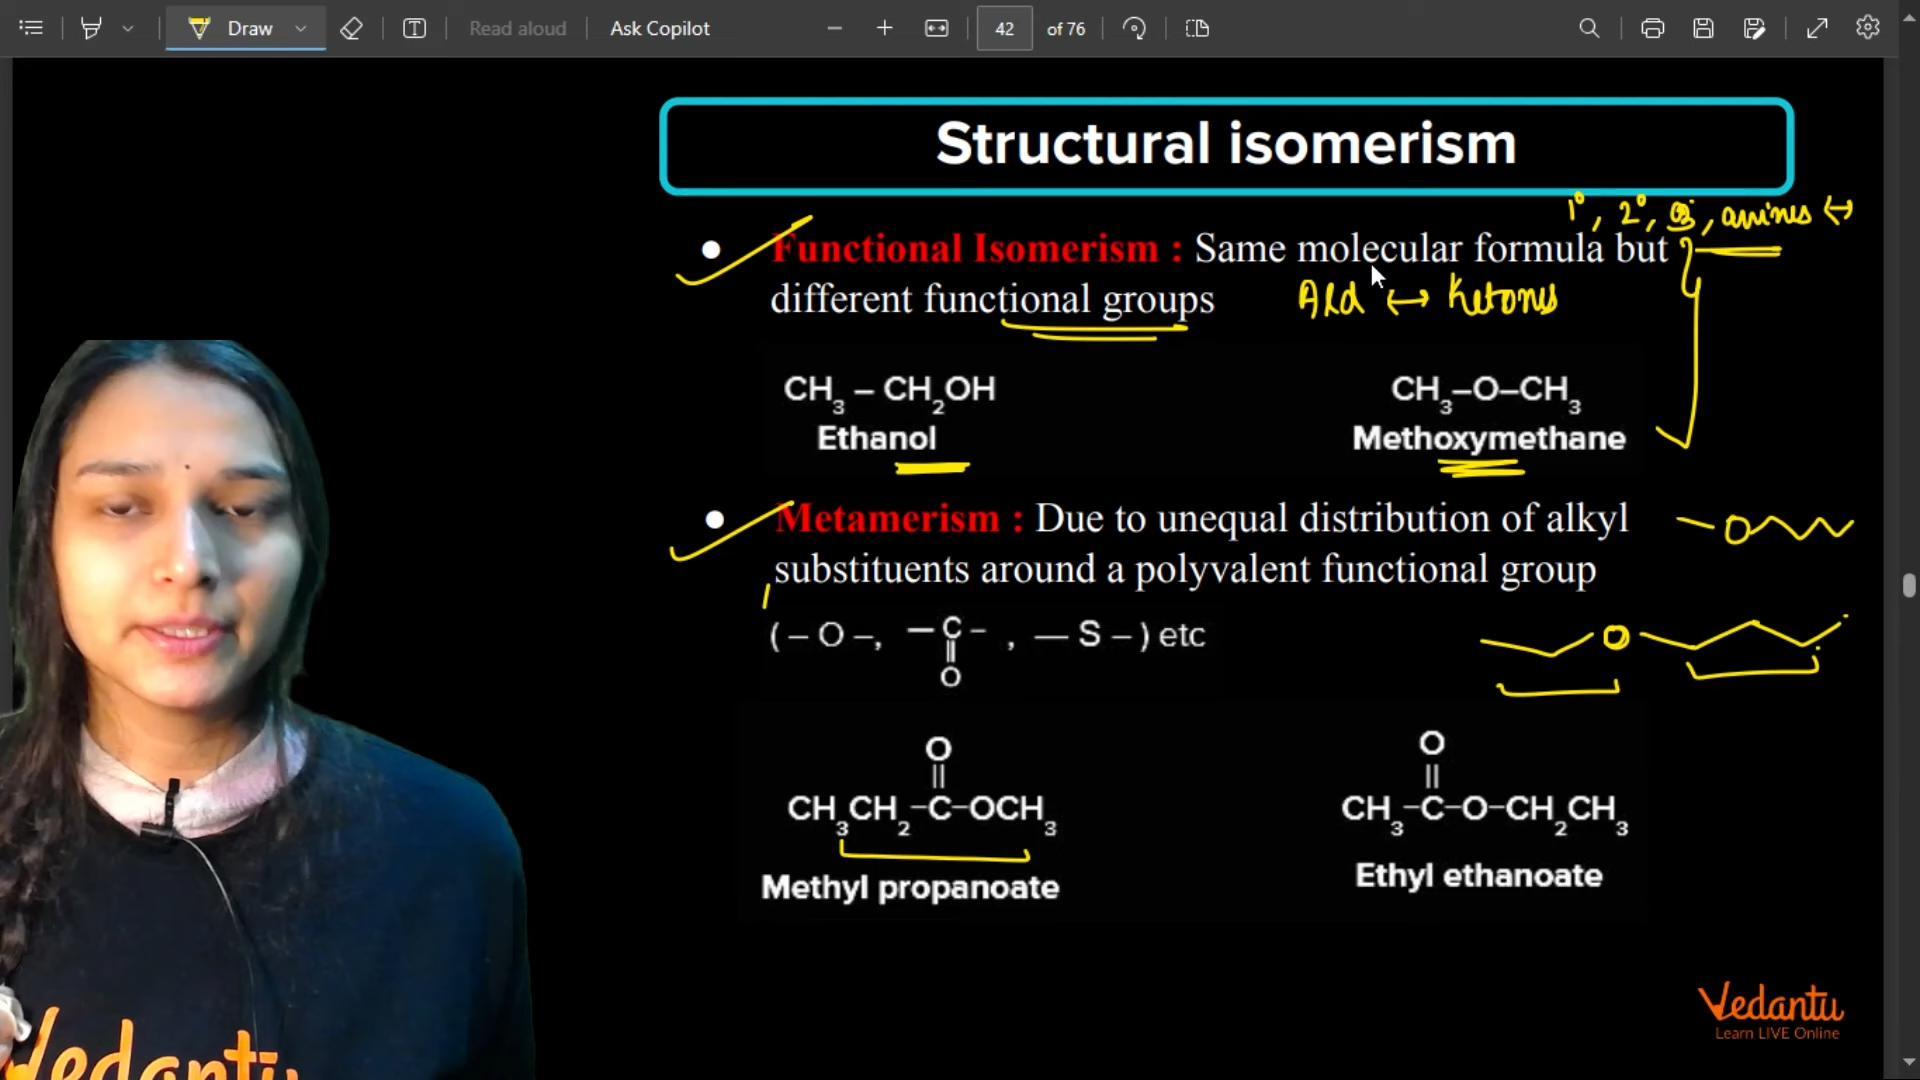 Draw
Read aloud
Ask Copilot
42 of 76
Structural isomerism
1°, 2°, 3°, amines ↔
Functional Isomerism : Same molecular formula but
different functional groups
Ald ↔ Ketones
CH₃ – CH₂OH
Ethanol
CH₃–O–CH₃
Methoxymethane
Metamerism : Due to unequal distribution of alkyl
substituents around a polyvalent functional group
( – O –, – C – , — S – ) etc
||
O
O
||
CH₃CH₂–C–OCH₃
Methyl propanoate
O
||
CH₃–C–O–CH₂CH₃
Ethyl ethanoate
Vedantu
Learn LIVE Online
Vedantu